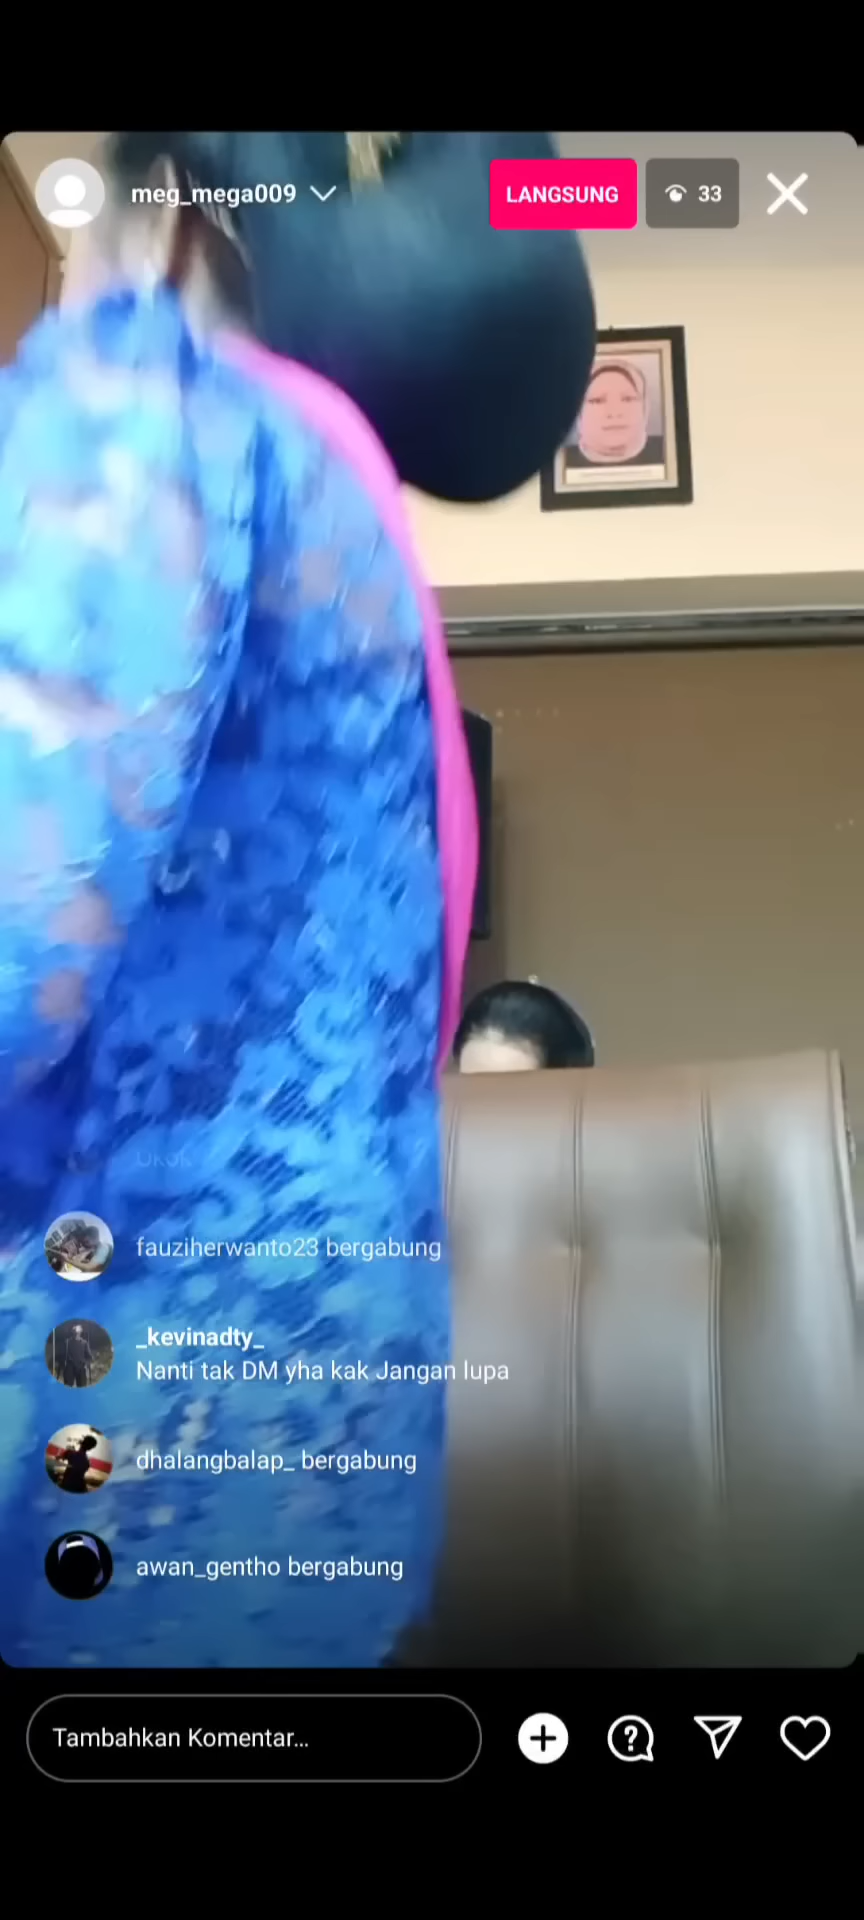 meg_mega009
LANGSUNG
33
fauziherwanto23 bergabung
_kevinadty_
Nanti tak DM yha kak Jangan lupa
dhalangbalap_ bergabung
awan_gentho bergabung
Tambahkan Komentar...